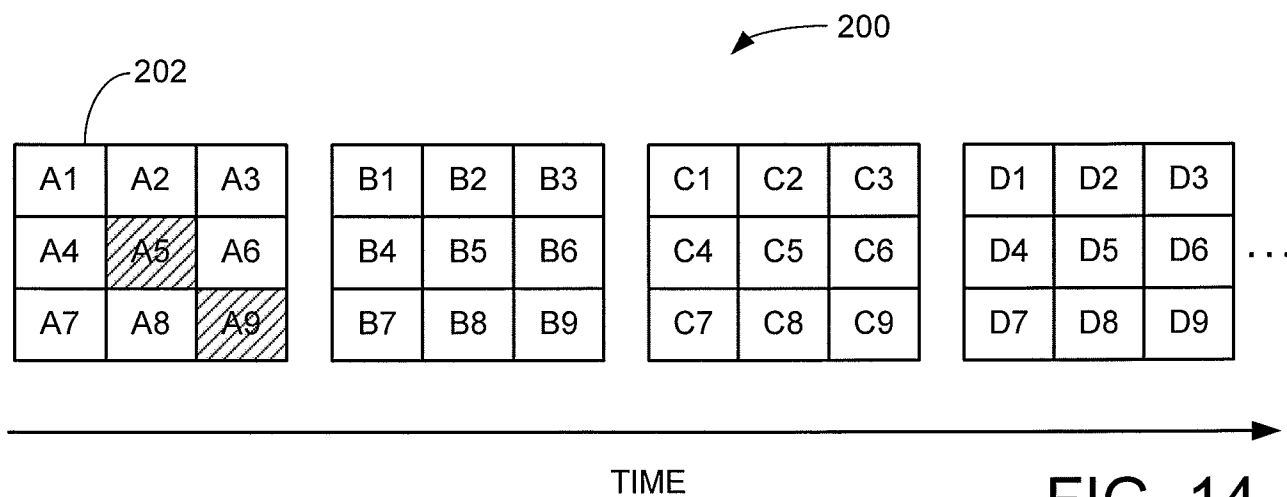 200
202
A1 A2 A3 B1 B2 B3 C1 C2 C3 D1 D2 D3
A4 A5 A6 B4 B5 B6 C4 C5 C6 D4 D5 D6 ...
A7 A8 A9 B7 B8 B9 C7 C8 C9 D7 D8 D9
TIME
FIG. 14